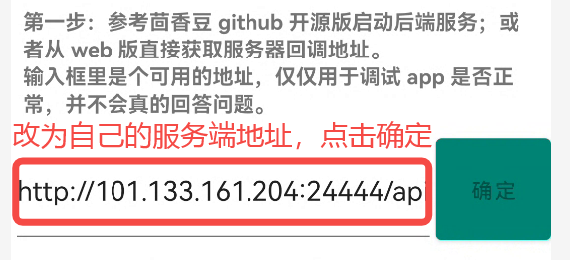 第一步：参考茴香豆 github 开源版启动后端服务；或
者从 web 版直接获取服务器回调地址。
输入框里是个可用的地址，仅仅用于调试 app 是否正
常，并不会真的回答问题。
改为自己的服务端地址，点击确定
http://101.133.161.204:24444/api
确定